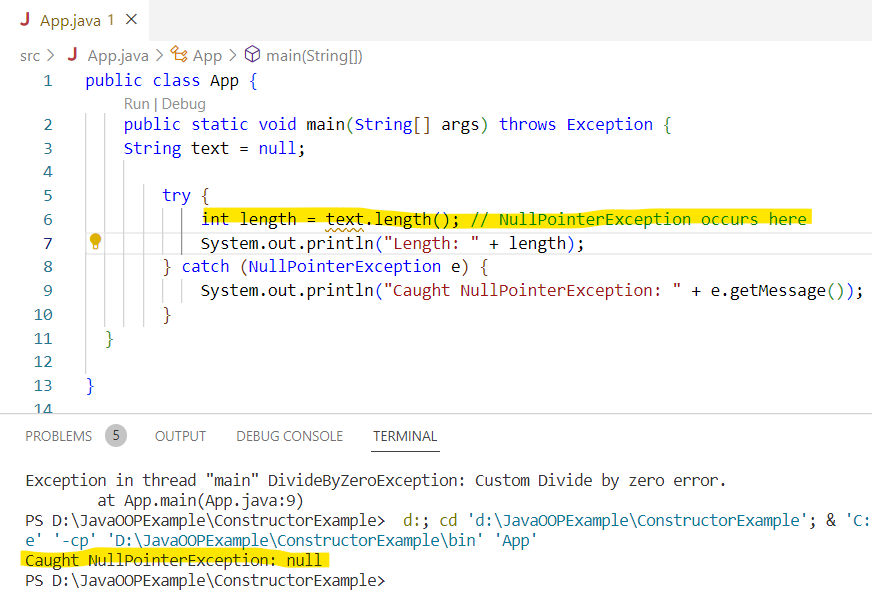 J App.java 1 ×
src > J App.java > App > main(String[])
1 public class App {
Run | Debug
2 public static void main(String[] args) throws Exception {
3 String text = null;
4
5 try {
6 int length = text.length(); // NullPointerException occurs here
7 System.out.println("Length: " + length);
8 } catch (NullPointerException e) {
9 System.out.println("Caught NullPointerException: " + e.getMessage());
10 }
11 }
12
13 }
14
PROBLEMS 5 OUTPUT DEBUG CONSOLE TERMINAL
Exception in thread "main" DivideByZeroException: Custom Divide by zero error.
at App.main(App.java:9)
PS D:\JavaOOPExample\ConstructorExample> d:; cd 'd:\JavaOOPExample\ConstructorExample'; & 'C:
e' '-cp' 'D:\JavaOOPExample\ConstructorExample\bin' 'App'
Caught NullPointerException: null
PS D:\JavaOOPExample\ConstructorExample>